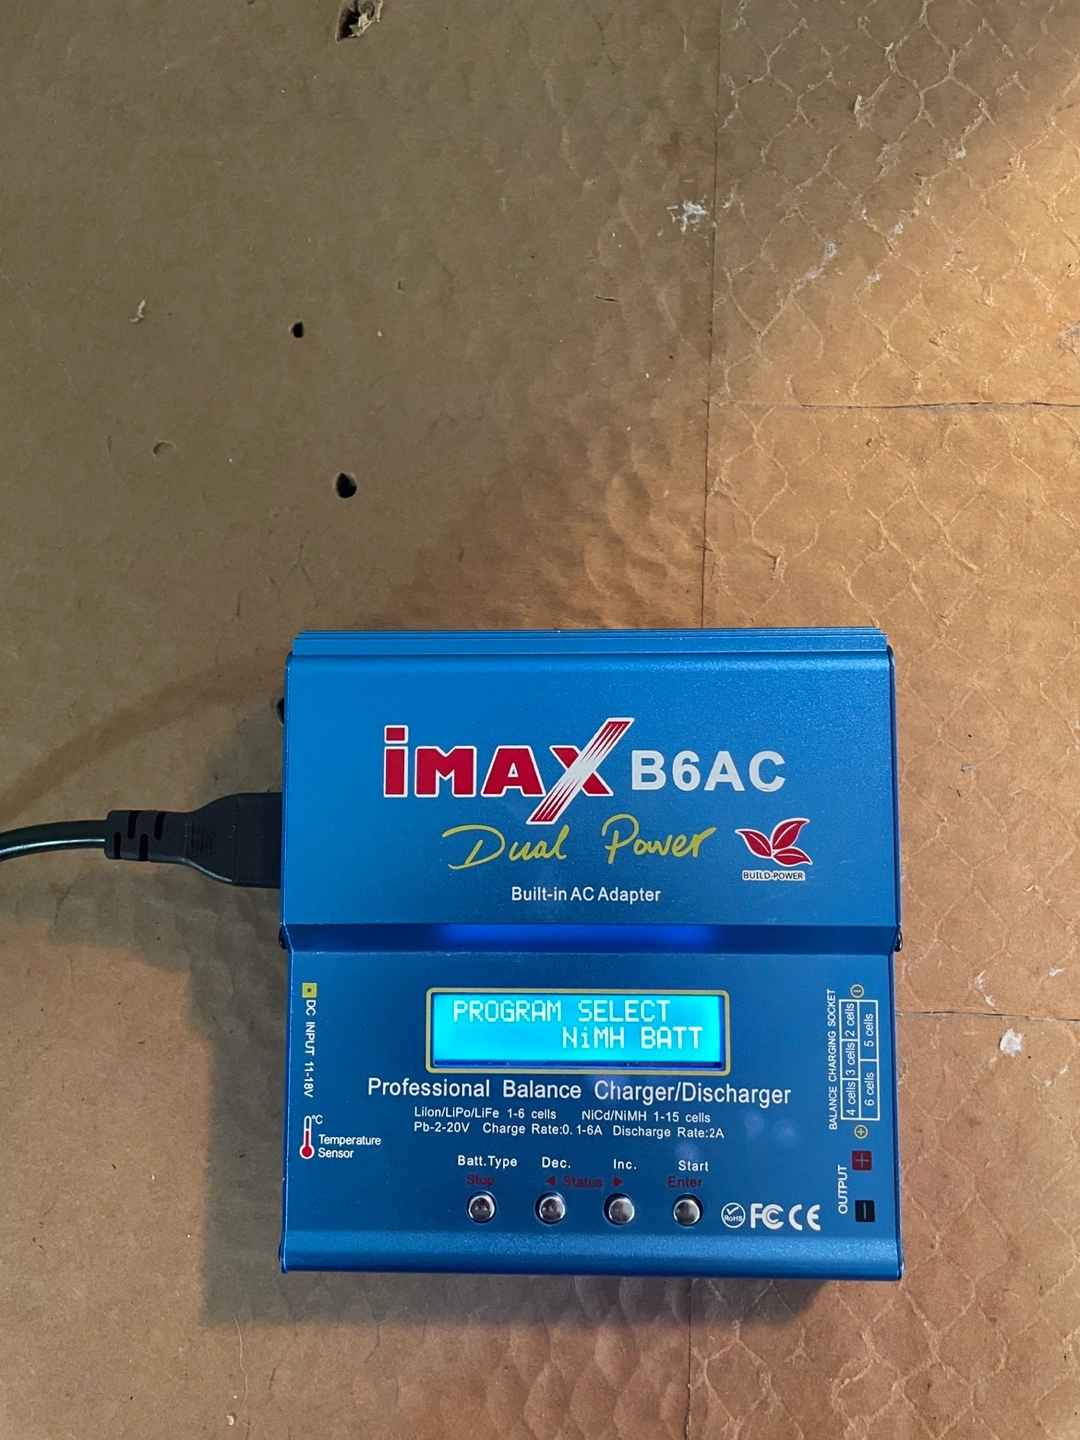 iMAX B6AC
Dual Power
BUILD-POWER
Built-in AC Adapter
PROGRAM SELECT
NiMH BATT
DC INPUT 11-18V
°C
Temperature
Sensor
Professional Balance Charger/Discharger
LiIon/LiPo/LiFe 1-6 cells NiCd/NiMH 1-15 cells
Pb-2-20V Charge Rate:0.1-6A Discharge Rate:2A
Batt.Type Dec. Inc. Start
Stop ◄ Status ► Enter
RoHS FC CE
BALANCE CHARGING SOCKET
4 cells 3 cells 2 cells
6 cells 5 cells
OUTPUT